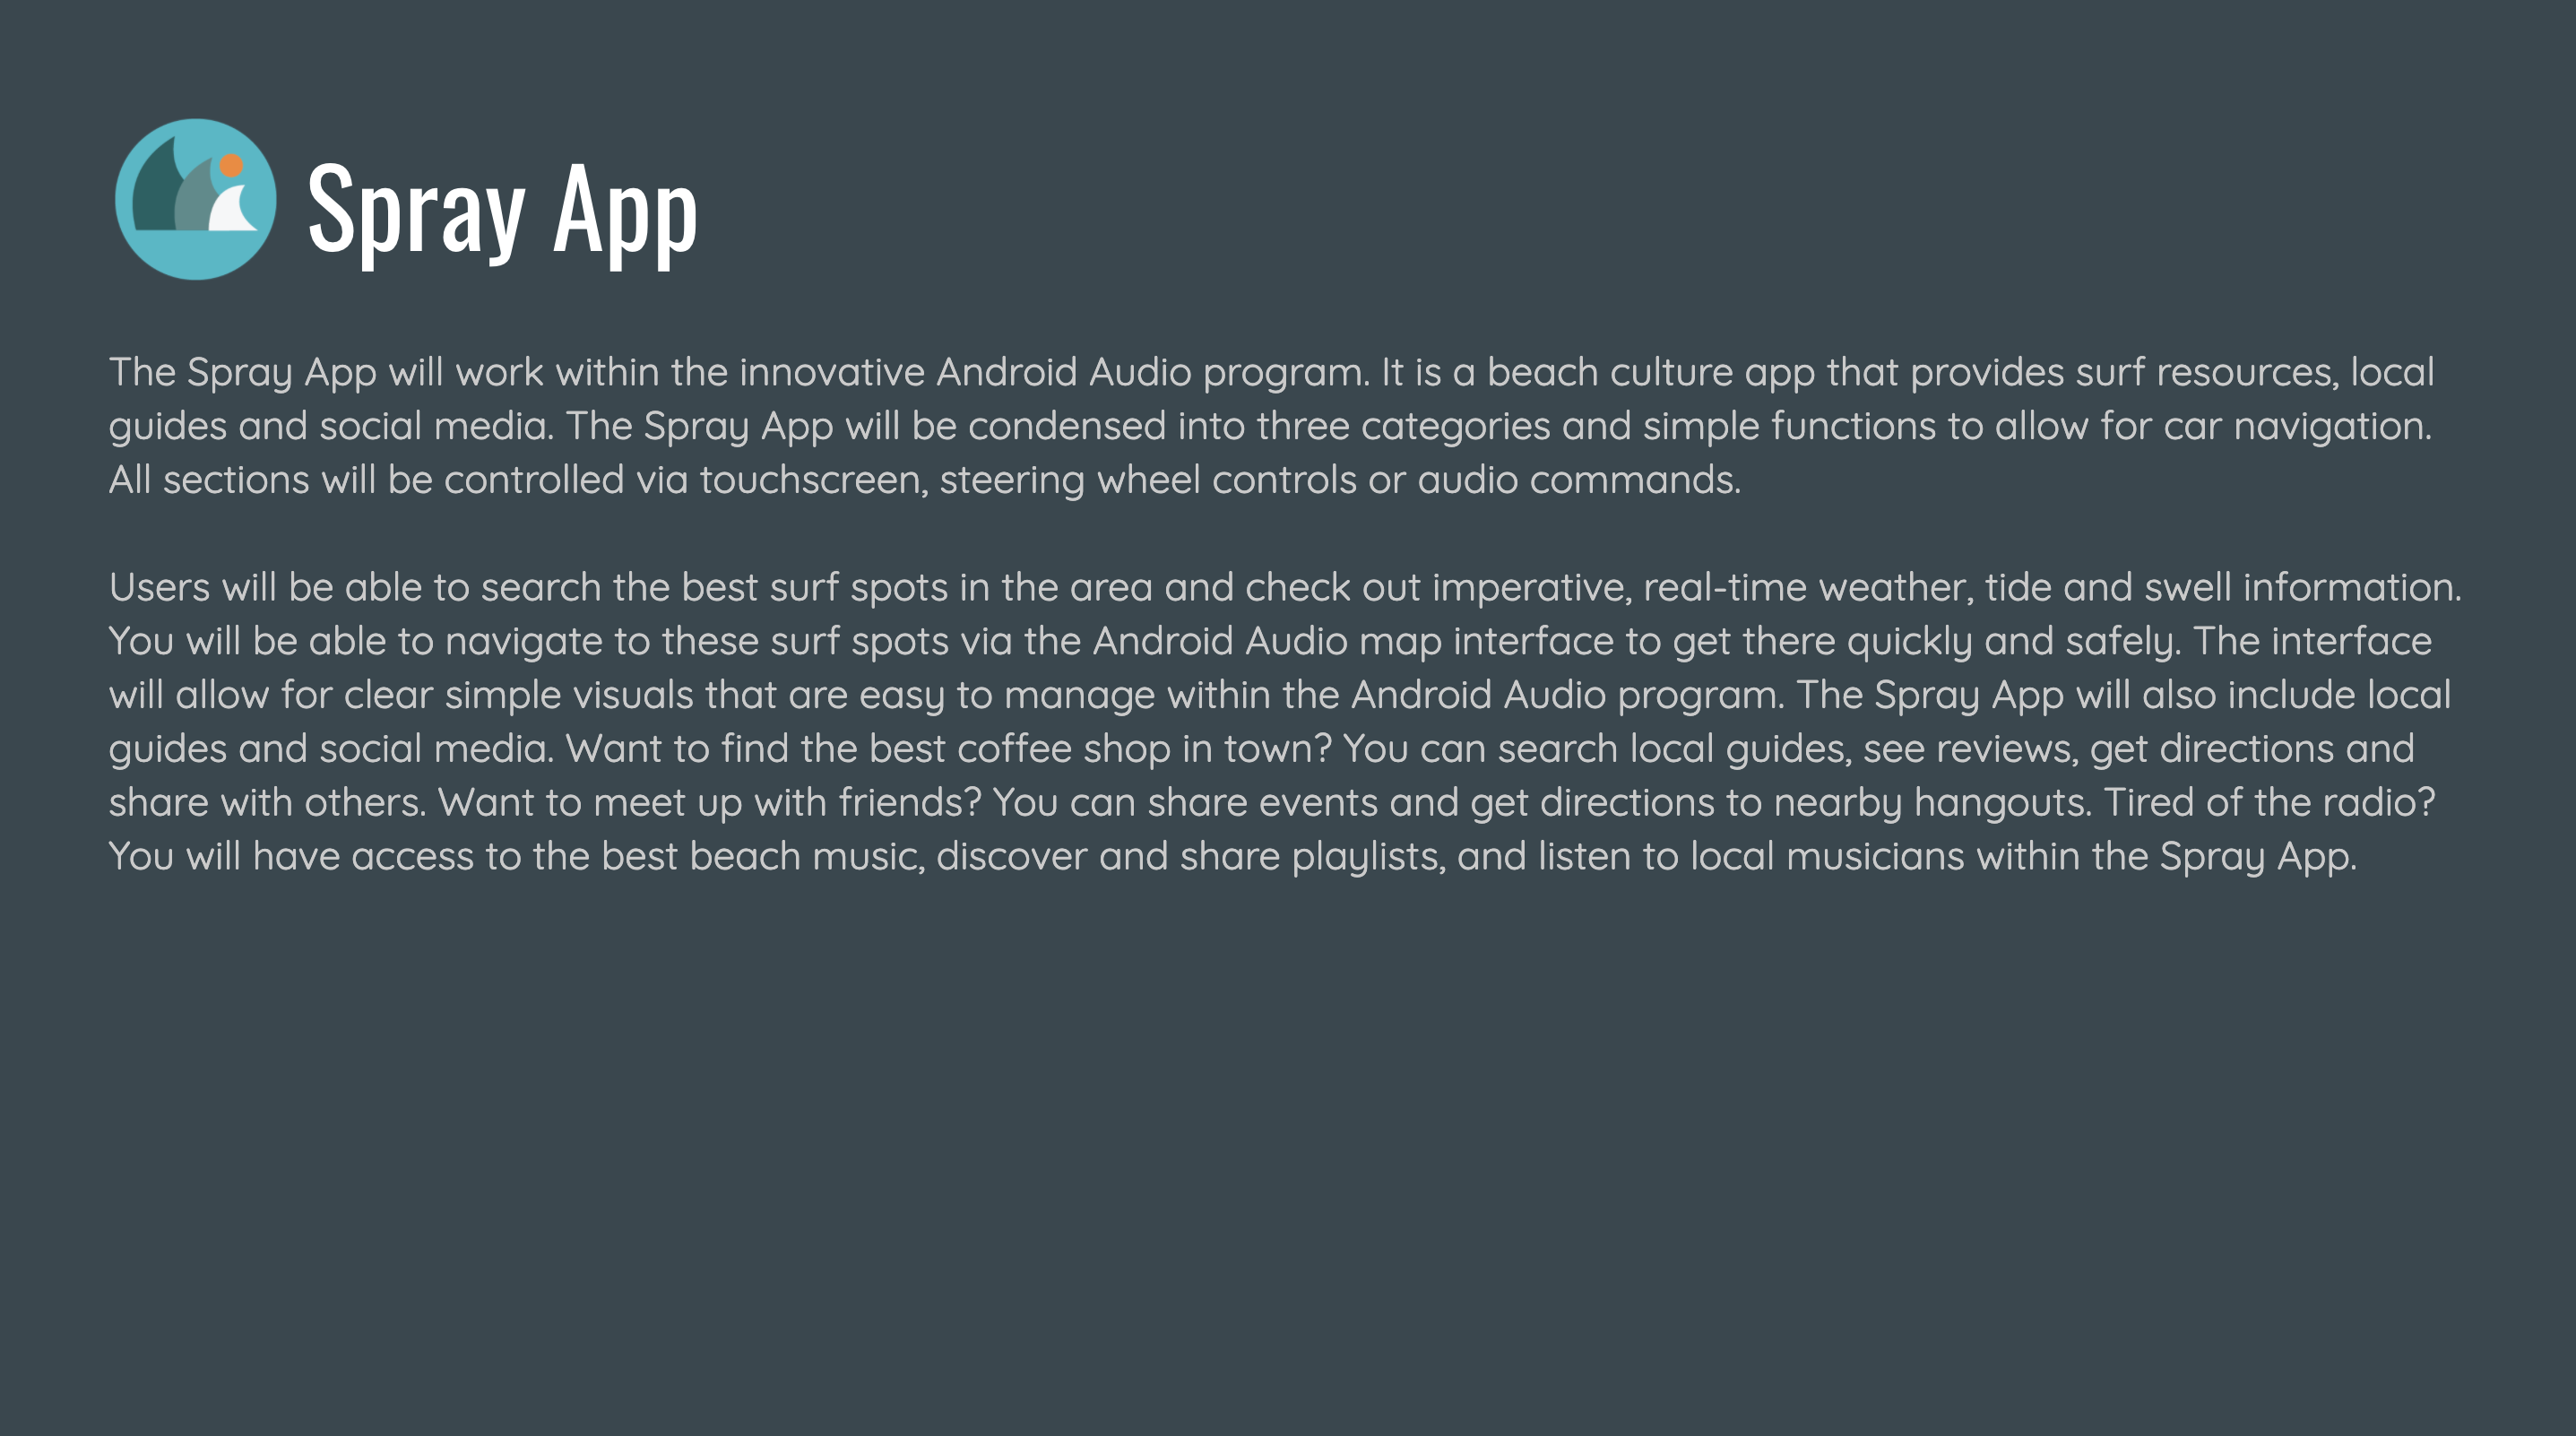 Spray App
The Spray App will work within the innovative Android Audio program. It is a beach culture app that provides surf resources, local
guides and social media. The Spray App will be condensed into three categories and simple functions to allow for car navigation.
All sections will be controlled via touchscreen, steering wheel controls or audio commands.
Users will be able to search the best surf spots in the area and check out imperative, real-time weather, tide and swell information.
You will be able to navigate to these surf spots via the Android Audio map interface to get there quickly and safely. The interface
will allow for clear simple visuals that are easy to manage within the Android Audio program. The Spray App will also include local
guides and social media. Want to find the best coffee shop in town? You can search local guides, see reviews, get directions and
share with others. Want to meet up with friends? You can share events and get directions to nearby hangouts. Tired of the radio?
You will have access to the best beach music, discover and share playlists, and listen to local musicians within the Spray App.